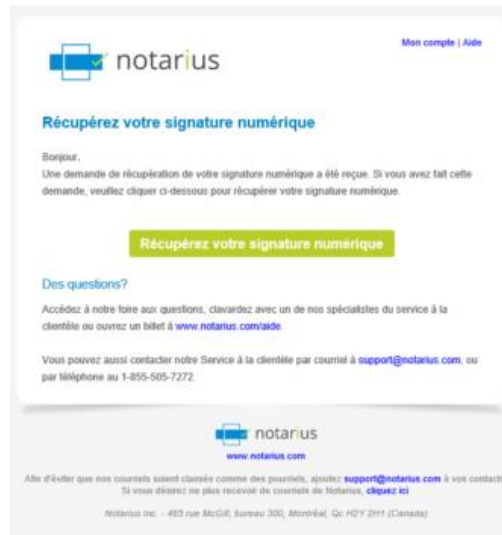 Mon compte | Aide
notarius
Récupérez votre signature numérique
Bonjour,
Une demande de récupération de votre signature numérique a été reçue. Si vous avez fait cette
demande, veuillez cliquer ci-dessous pour récupérer votre signature numérique.
Récupérez votre signature numérique
Des questions?
Accédez à notre foire aux questions, clavardez avec un de nos spécialistes du service à la
clientèle ou ouvrez un billet à www.notarius.com/aide.
Vous pouvez aussi contacter notre Service à la clientèle par courriel à support@notarius.com, ou
par téléphone au 1-855-505-7272.
notarius
www.notarius.com
Afin d'éviter que nos courriels soient classés comme des pourriels, ajoutez support@notarius.com à vos contacts
Si vous désirez ne plus recevoir de courriels de Notarius, cliquez ici
Notarius Inc. - 465 rue McGill, bureau 300, Montréal, Qc H2Y 2H1 (Canada)